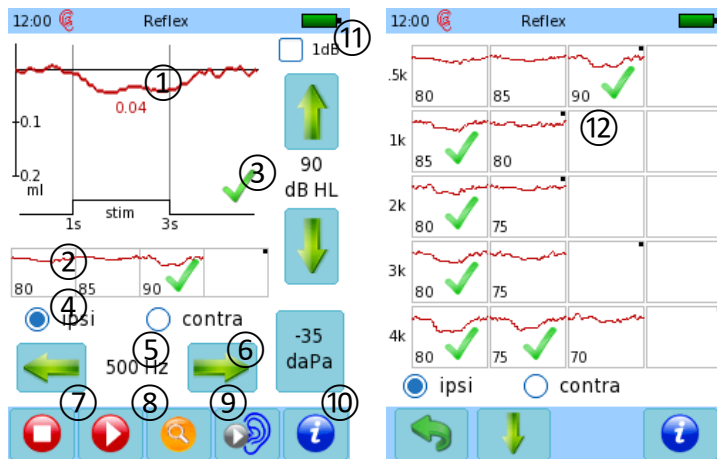 12:00 Reflex
⑪
1dB
①
0.04
-0.1
90
dB HL
③
-0.2
ml
stim
1s 3s
②
80 85 90
④
ipsi contra
⑤ ⑥
500 Hz
-35
daPa
⑦ ⑧ ⑨ ⑩
i
12:00 Reflex
.5k
80 85 90
⑫
1k
85 80
2k
80 75
3k
80 75
4k
80 75 70
ipsi contra
i